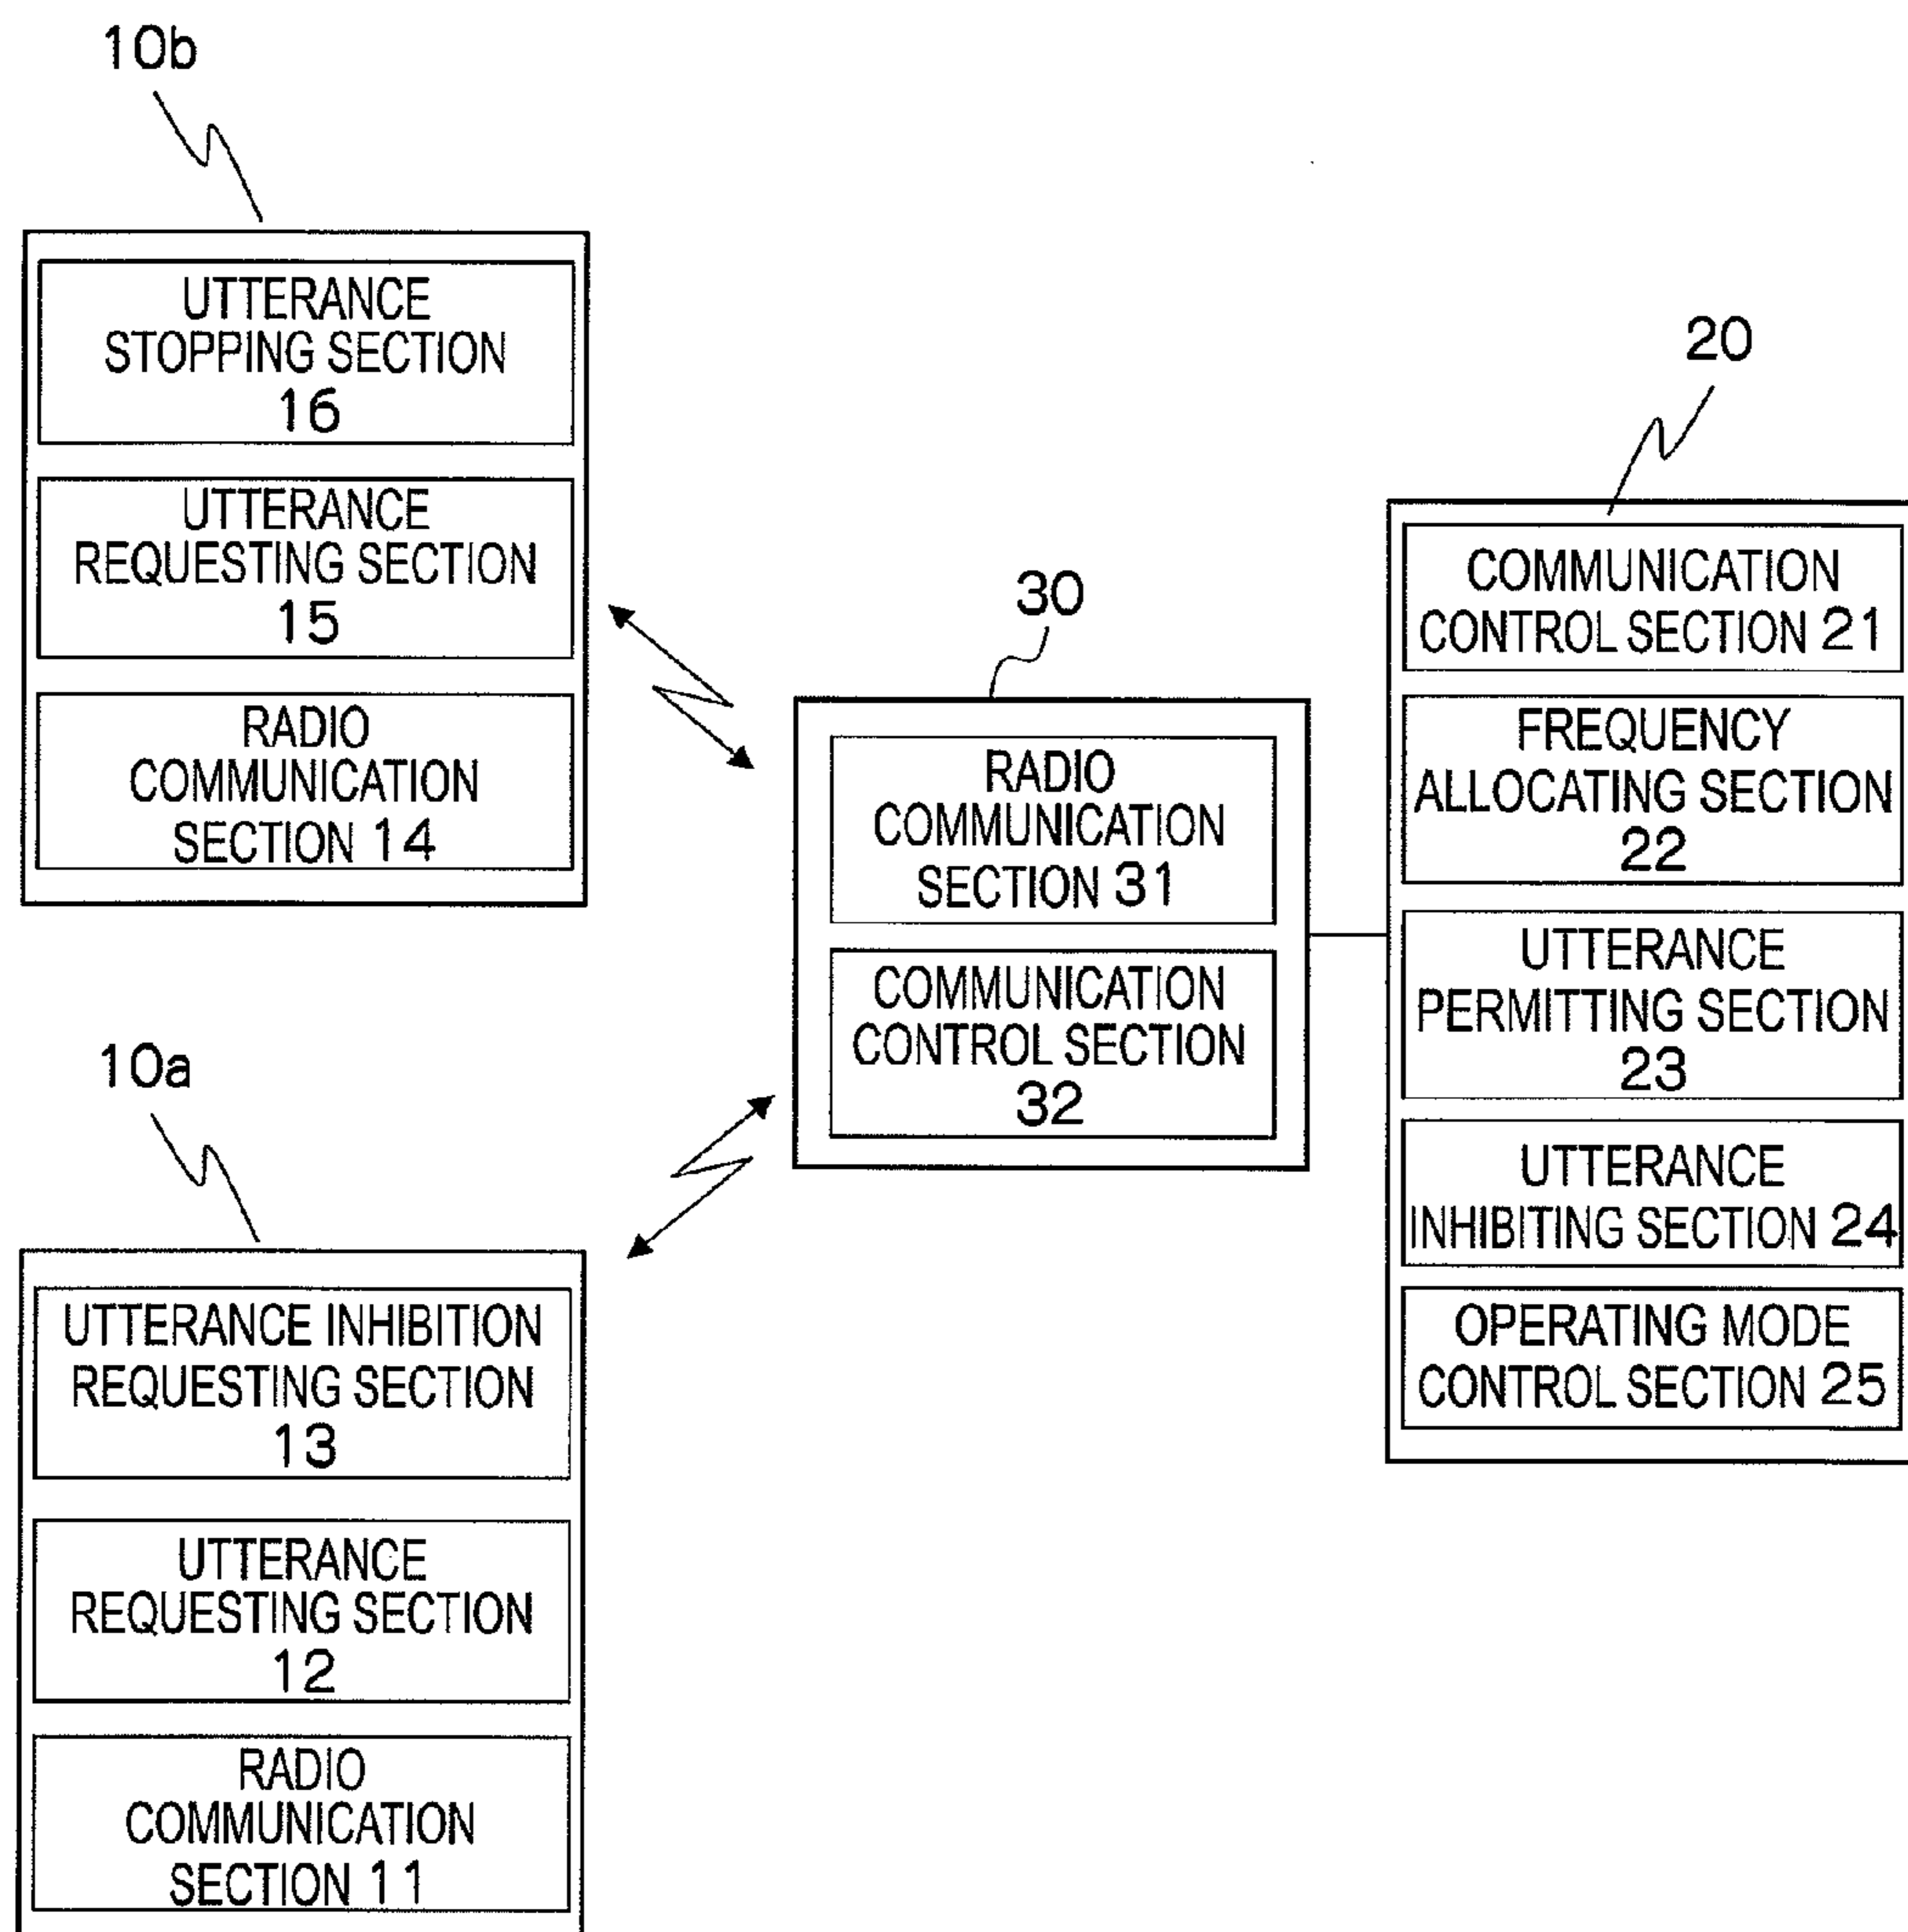 10b
UTTERANCE
STOPPING SECTION
16
UTTERANCE
REQUESTING SECTION
15
RADIO
COMMUNICATION
SECTION 14
10a
UTTERANCE INHIBITION
REQUESTING SECTION
13
UTTERANCE
REQUESTING SECTION
12
RADIO
COMMUNICATION
SECTION 11
30
RADIO
COMMUNICATION
SECTION 31
COMMUNICATION
CONTROL SECTION
32
20
COMMUNICATION
CONTROL SECTION 21
FREQUENCY
ALLOCATING SECTION
22
UTTERANCE
PERMITTING SECTION
23
UTTERANCE
INHIBITING SECTION 24
OPERATING MODE
CONTROL SECTION 25